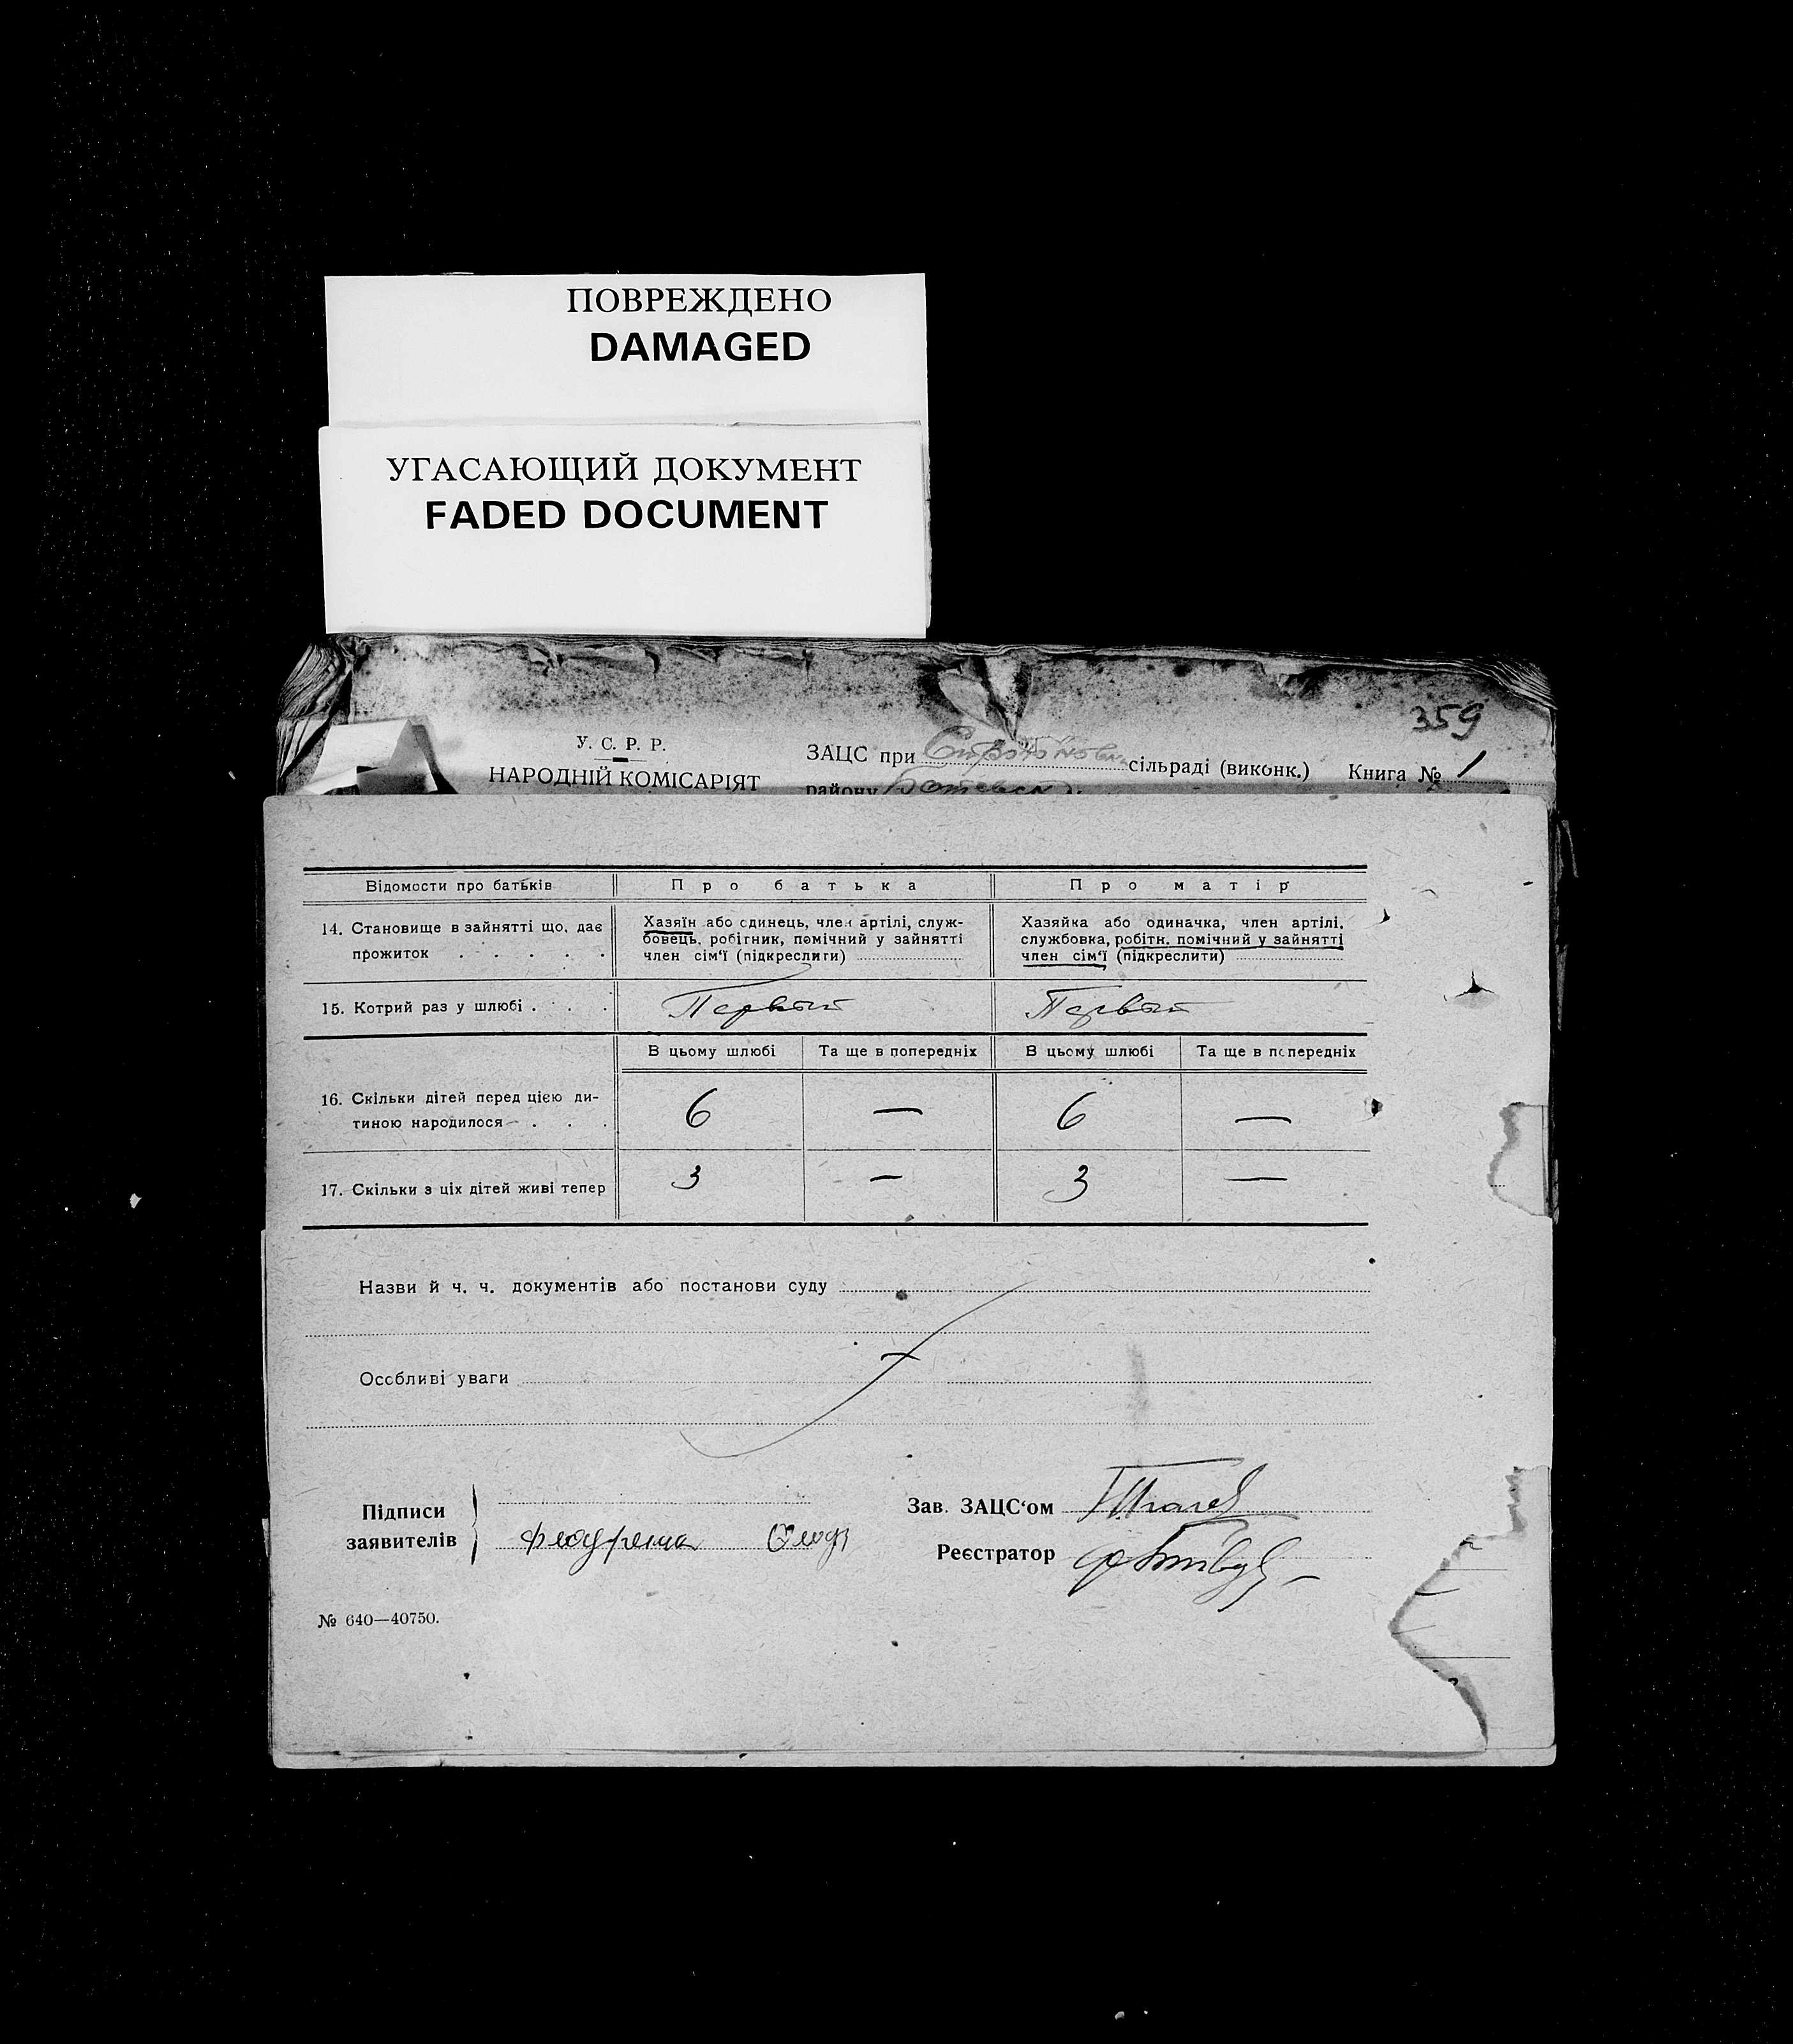 ПОВРЕЖДЕНО
DAMAGED
УГАСАЮЩИЙ ДОКУМЕНТ
FADED DOCUMENT
359
У. С. Р. Р.
НАРОДНІЙ КОМІСАРІЯТ
ЗАЦС при сільраді (виконк.) Книга № 1
району
Відомости про батьків Про батька Про матір
14. Становище в зайнятті що, дає прожиток . . . . .
Хазяїн або одинець, член артілі, служ-
бовець, робітник, помічний у зайнятті
член сім'ї (підкреслити)
Хазяйка або одиначка, член артілі,
службовка, робітн. помічний у зайнятті
член сім'ї (підкреслити)
15. Котрий раз у шлюбі . . . Первый Первый
В цьому шлюбі Та ще в попередніх В цьому шлюбі Та ще в попередніх
16. Скільки дітей перед цією ди-
тиною народилося . . . 6 — 6 —
17. Скільки з ціх дітей живі тепер 3 — 3 —
Назви й ч. ч. документів або постанови суду
Особливі уваги
Підписи
заявителів
Зав. ЗАЦС'ом
Реєстратор
№ 640—40750.